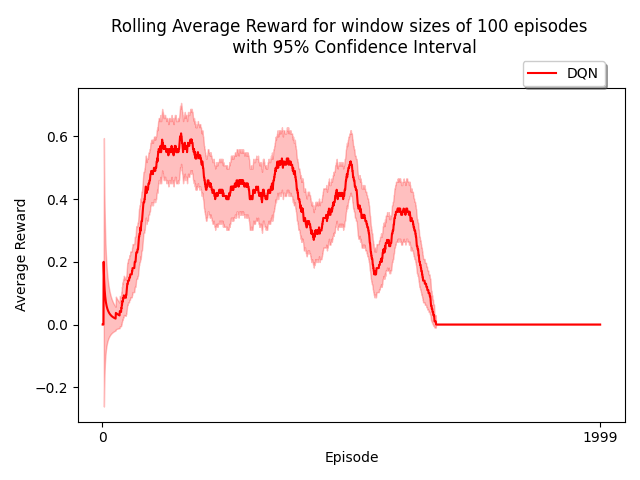 Rolling Average Reward for window sizes of 100 episodes
with 95% Confidence Interval
DQN
Average Reward
0.6
0.4
0.2
0.0
−0.2
0
1999
Episode